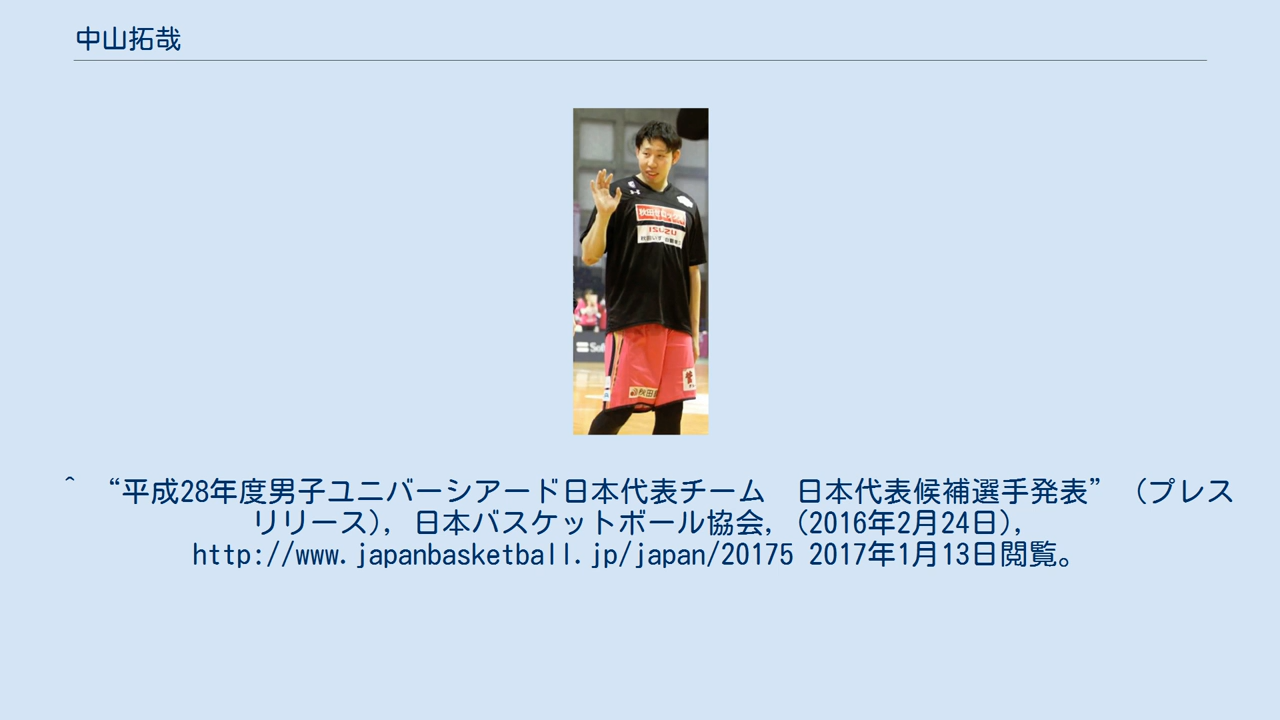 中山拓哉
ISUZU
^ “平成28年度男子ユニバーシアード日本代表チーム　日本代表候補選手発表” (プレス
リリース), 日本バスケットボール協会, (2016年2月24日),
http://www.japanbasketball.jp/japan/20175 2017年1月13日閲覧。